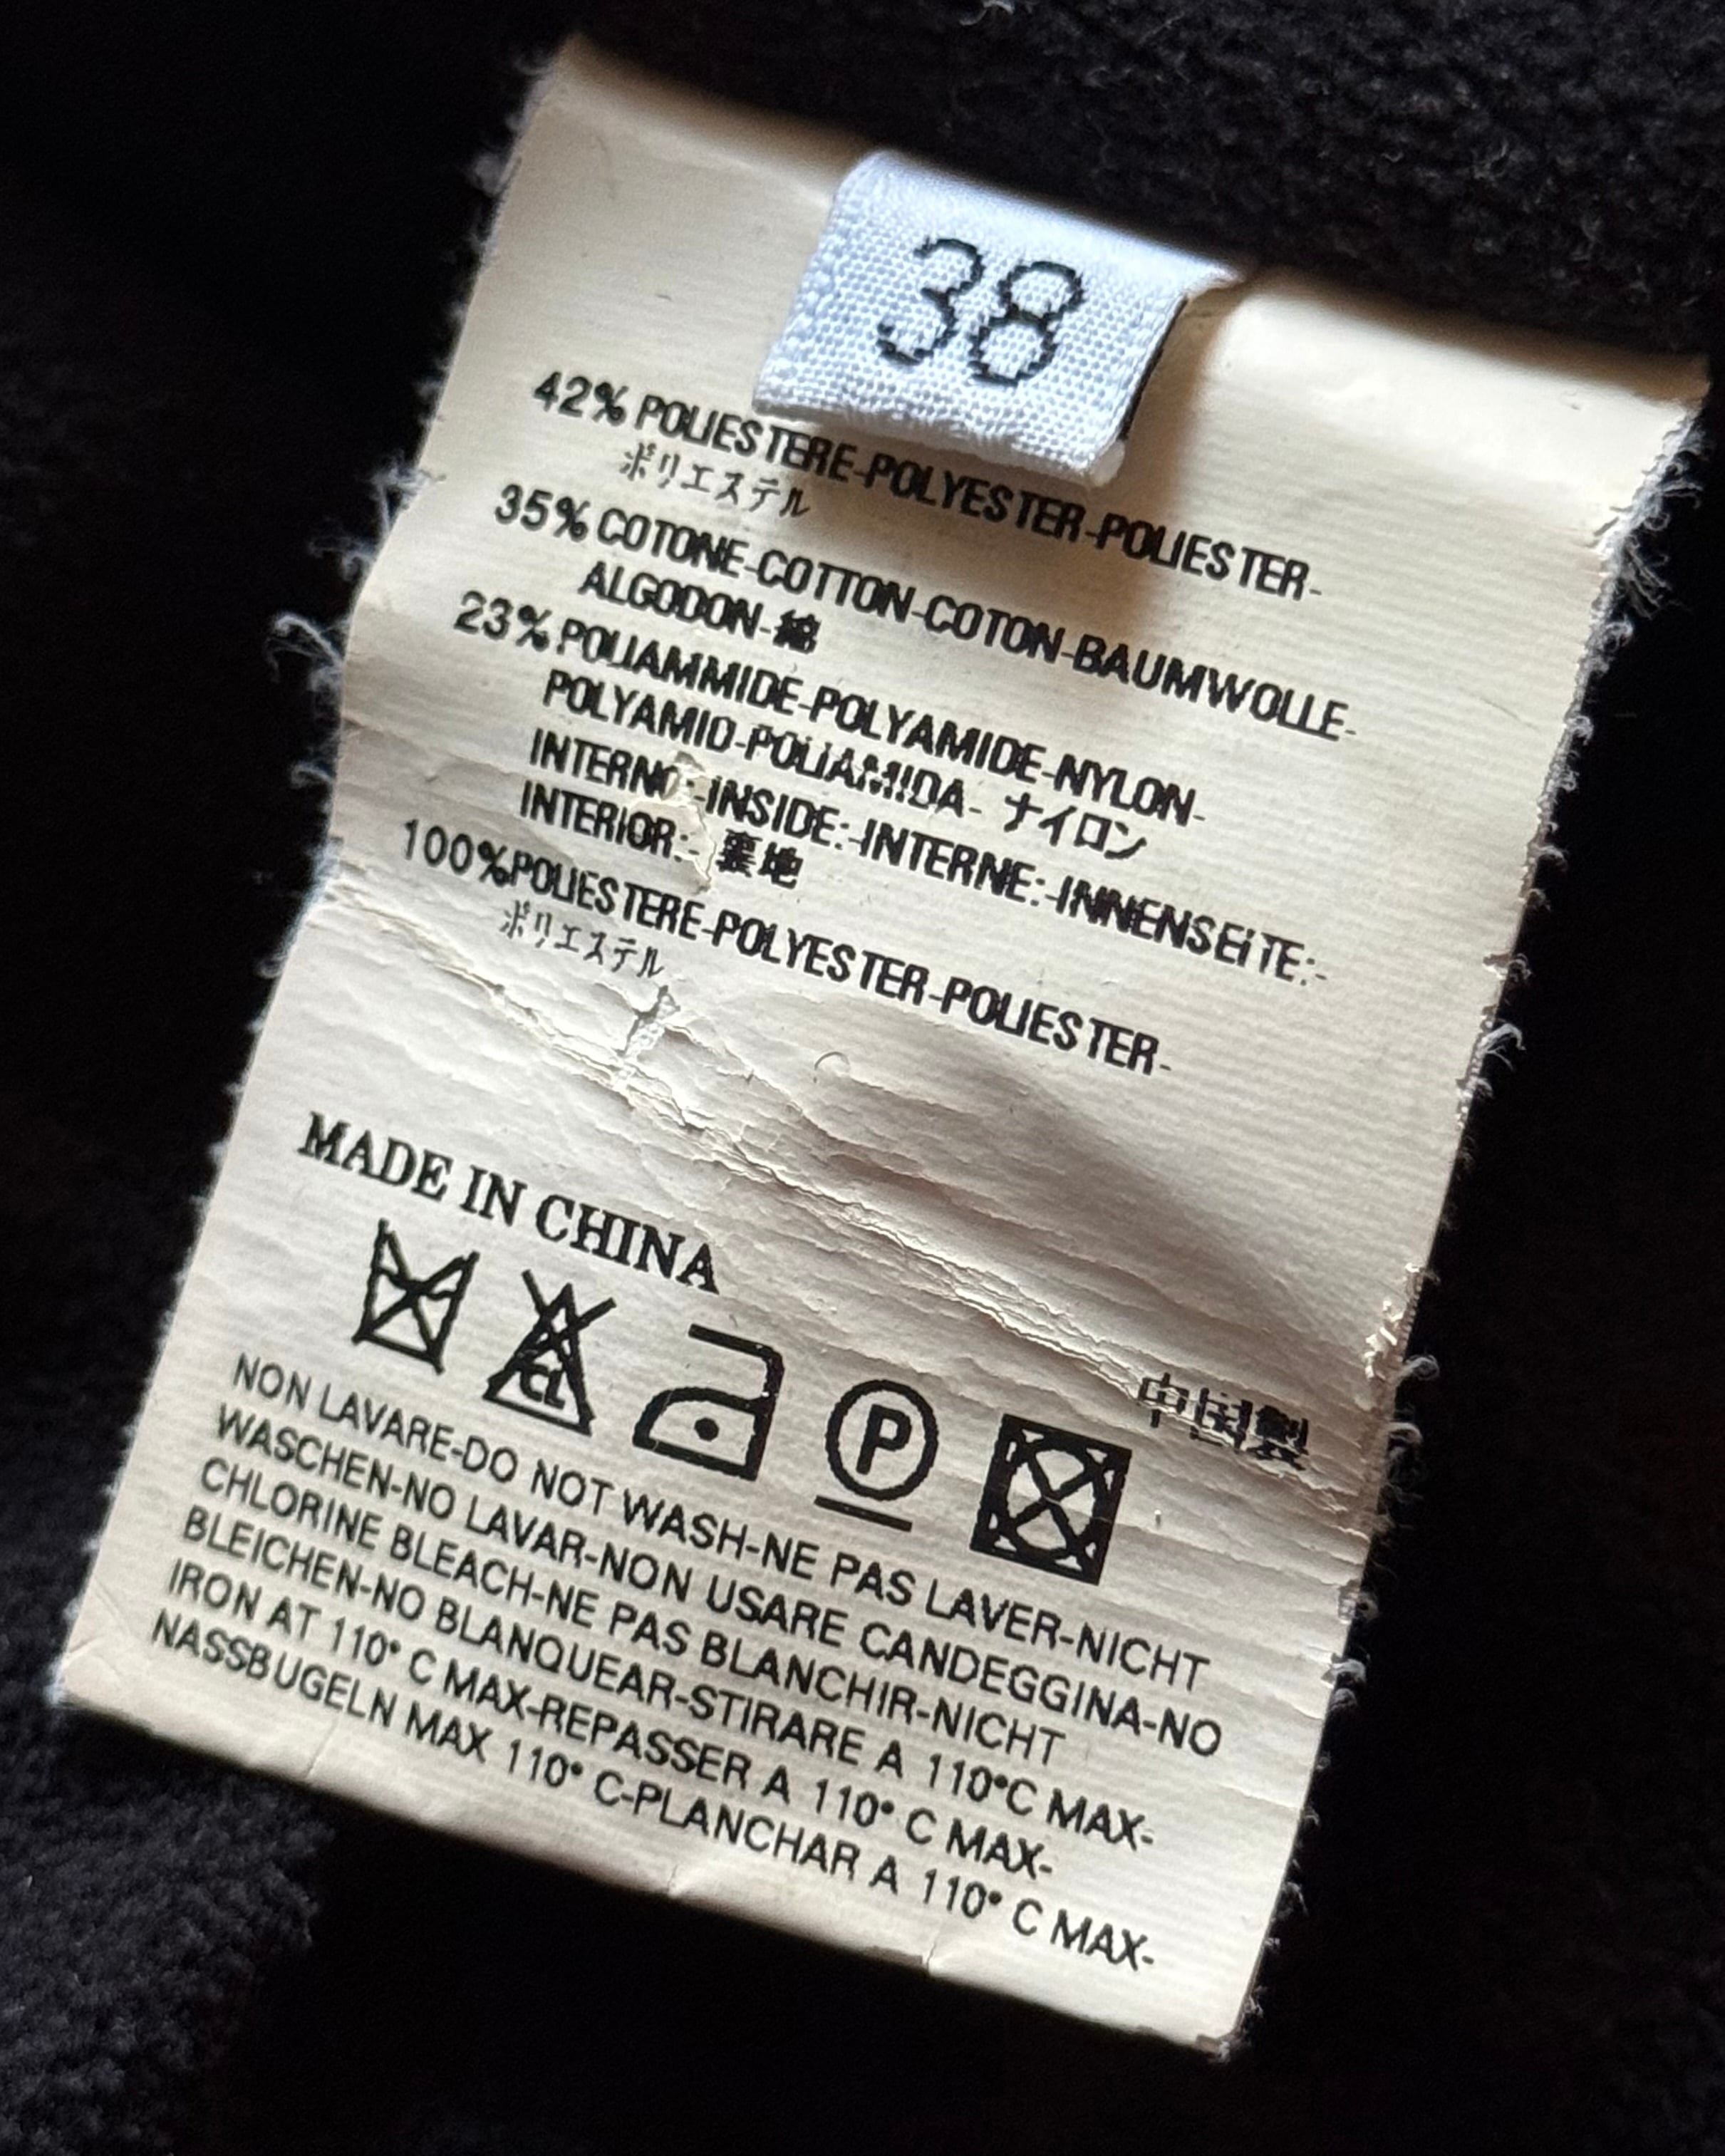 38
42% POLIESTERE-POLYESTER-POLIESTER-
ポリエステル
35% COTONE-COTTON-COTON-BAUMWOLLE-
ALGODON-綿
23% POLIAMMIDE-POLYAMIDE-NYLON-
POLYAMID-POLIAMIDA- ナイロン
INTERNO:-INSIDE:-INTERNE:-INNENSEITE:-
INTERIOR:- 裏地
100% POLIESTERE-POLYESTER-POLIESTER-
ポリエステル
MADE IN CHINA
中国製
CL
P
NON LAVARE-DO NOT WASH-NE PAS LAVER-NICHT
WASCHEN-NO LAVAR-NON USARE CANDEGGINA-NO
CHLORINE BLEACH-NE PAS BLANCHIR-NICHT
BLEICHEN-NO BLANQUEAR-STIRARE A 110°C MAX-
IRON AT 110° C MAX-REPASSER A 110° C MAX-
NASSBUGELN MAX 110° C-PLANCHAR A 110° C MAX-